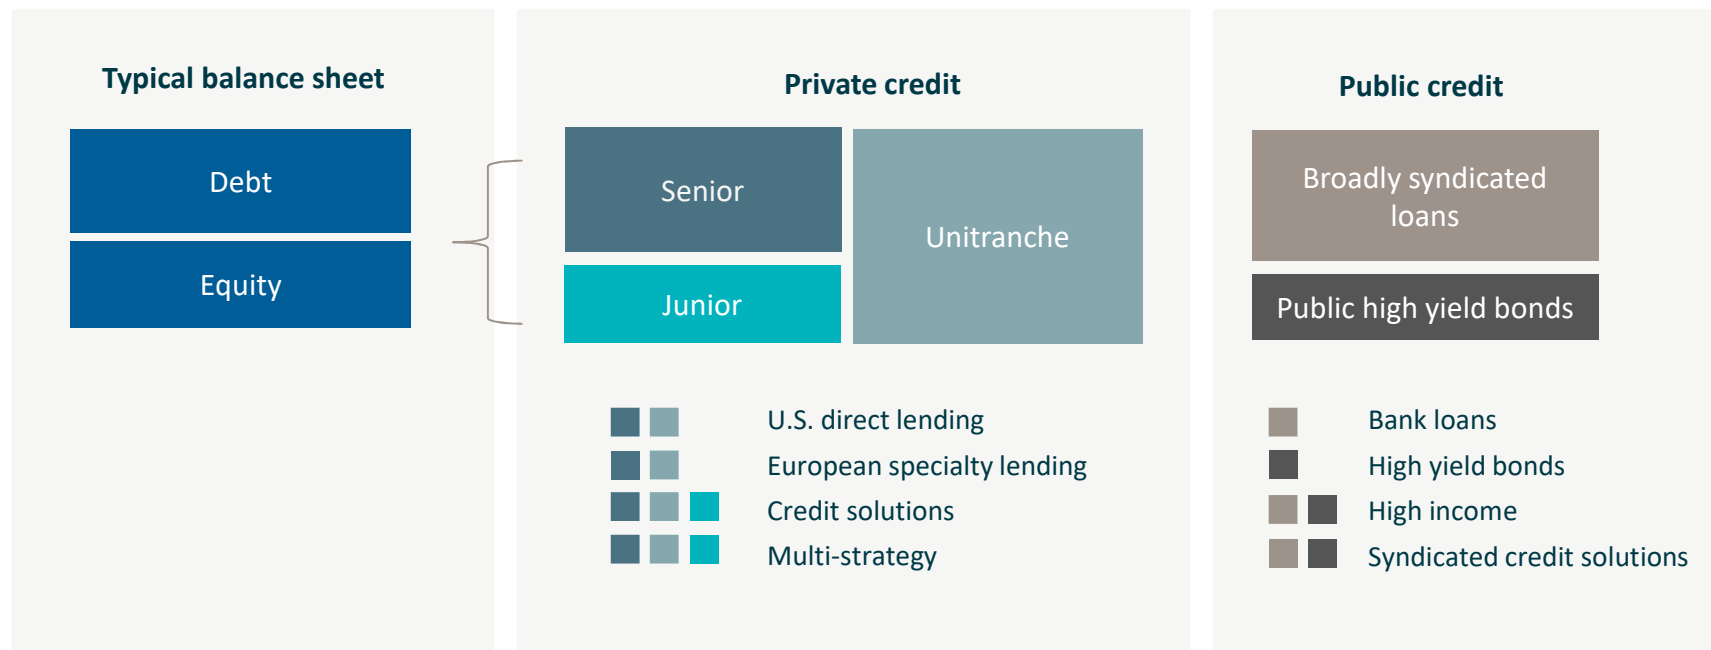 Typical balance sheet
Debt
Equity
Private credit
Senior
Junior
Unitranche
U.S. direct lending
European specialty lending
Credit solutions
Multi-strategy
Public credit
Broadly syndicated
loans
Public high yield bonds
Bank loans
High yield bonds
High income
Syndicated credit solutions